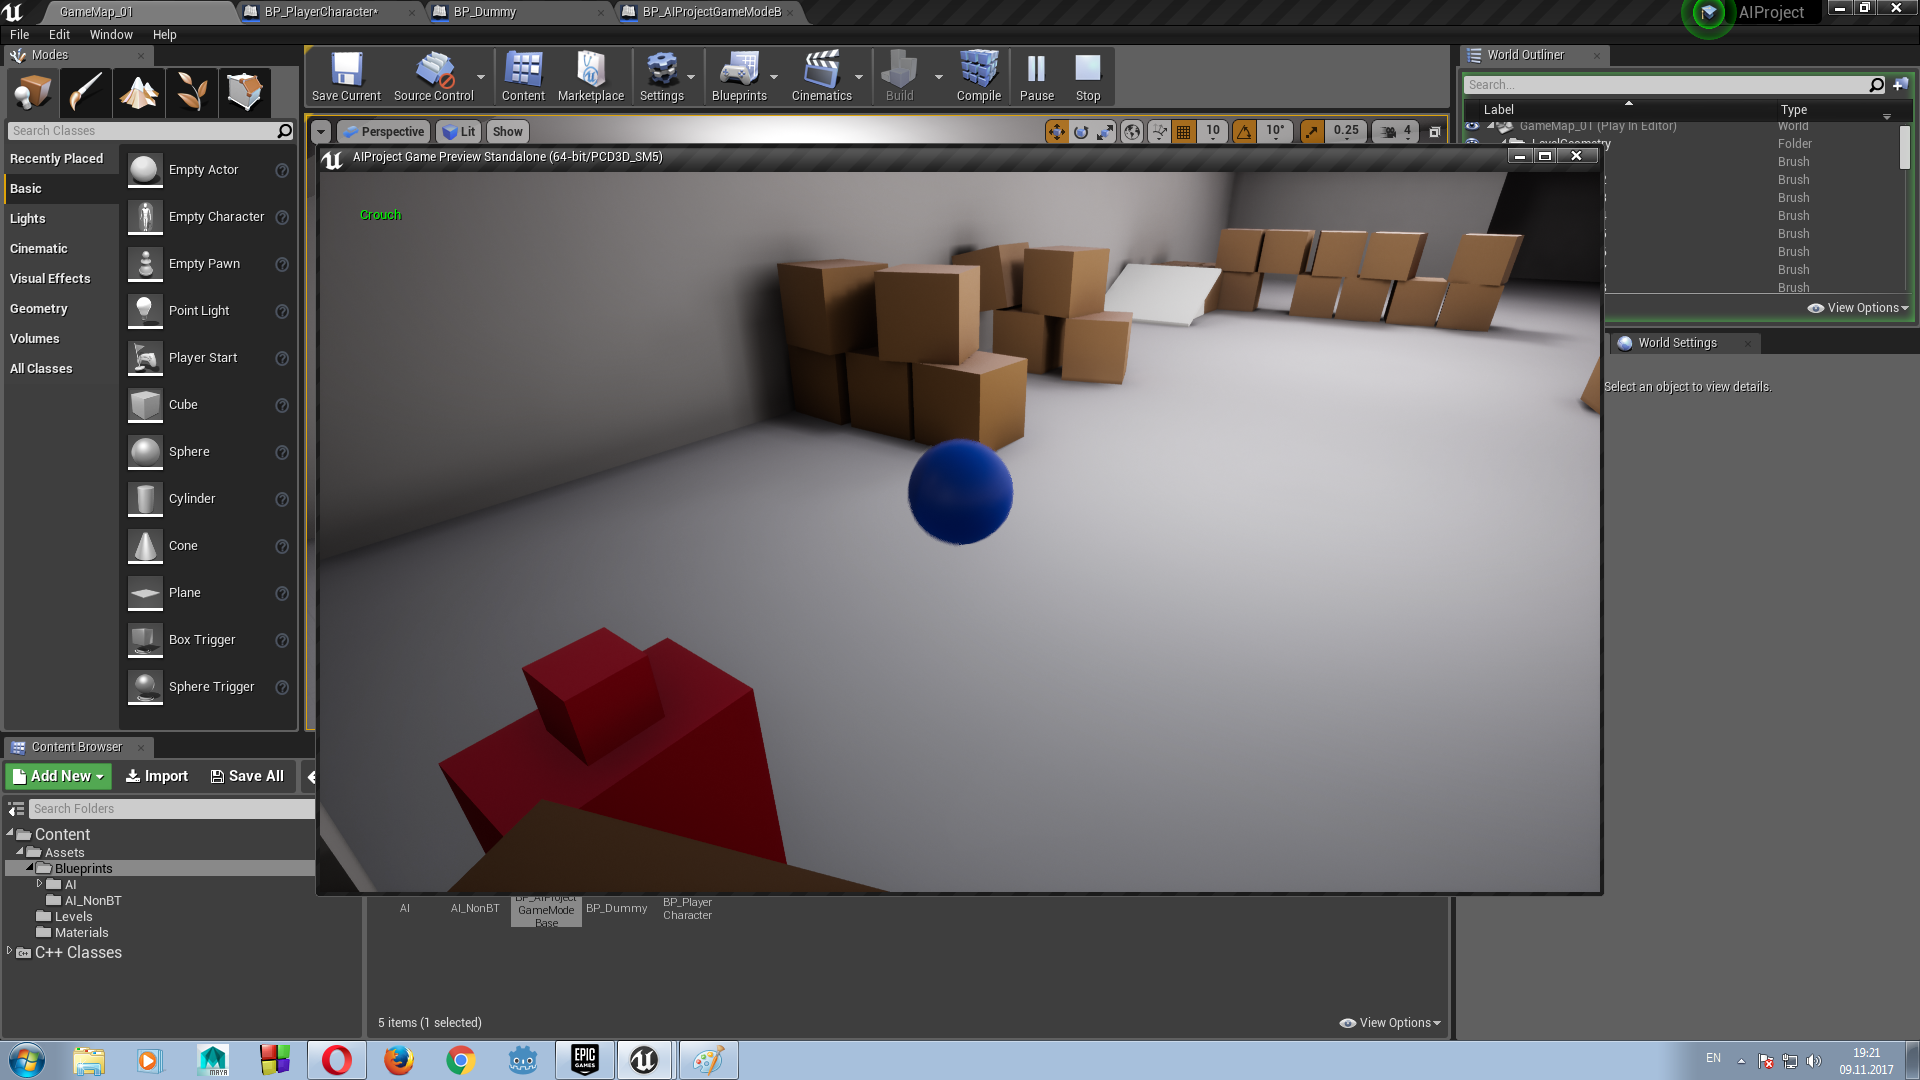 GameMap_01
BP_PlayerCharacter*
BP_Dummy
BP_AIProjectGameModeB
AIProject
File
Edit
Window
Help
Modes
Search Classes
Recently Placed
Basic
Lights
Cinematic
Visual Effects
Geometry
Volumes
All Classes
Empty Actor
Empty Character
Empty Pawn
Point Light
Player Start
Cube
Sphere
Cylinder
Cone
Plane
Box Trigger
Sphere Trigger
Save Current
Source Control
Content
Marketplace
Settings
Blueprints
Cinematics
Build
Compile
Pause
Stop
Perspective
Lit
Show
10
10°
0.25
4
AIProject Game Preview Standalone (64-bit/PCD3D_SM5)
Crouch
World Outliner
Search...
Label
Type
GameMap_01 (Play In Editor)
World
LevelGeometry
Folder
Brush
Brush
Brush
Brush
Brush
Brush
Brush
Brush
View Options
World Settings
Select an object to view details.
Content Browser
Add New
Import
Save All
Search Folders
Content
Assets
Blueprints
AI
AI_NonBT
Levels
Materials
C++ Classes
AI
AI_NonBT
BP_AIProject
GameMode
Base
BP_Dummy
BP_Player
Character
5 items (1 selected)
View Options
MAYA
EPIC
GAMES
EN
19:21
09.11.2017